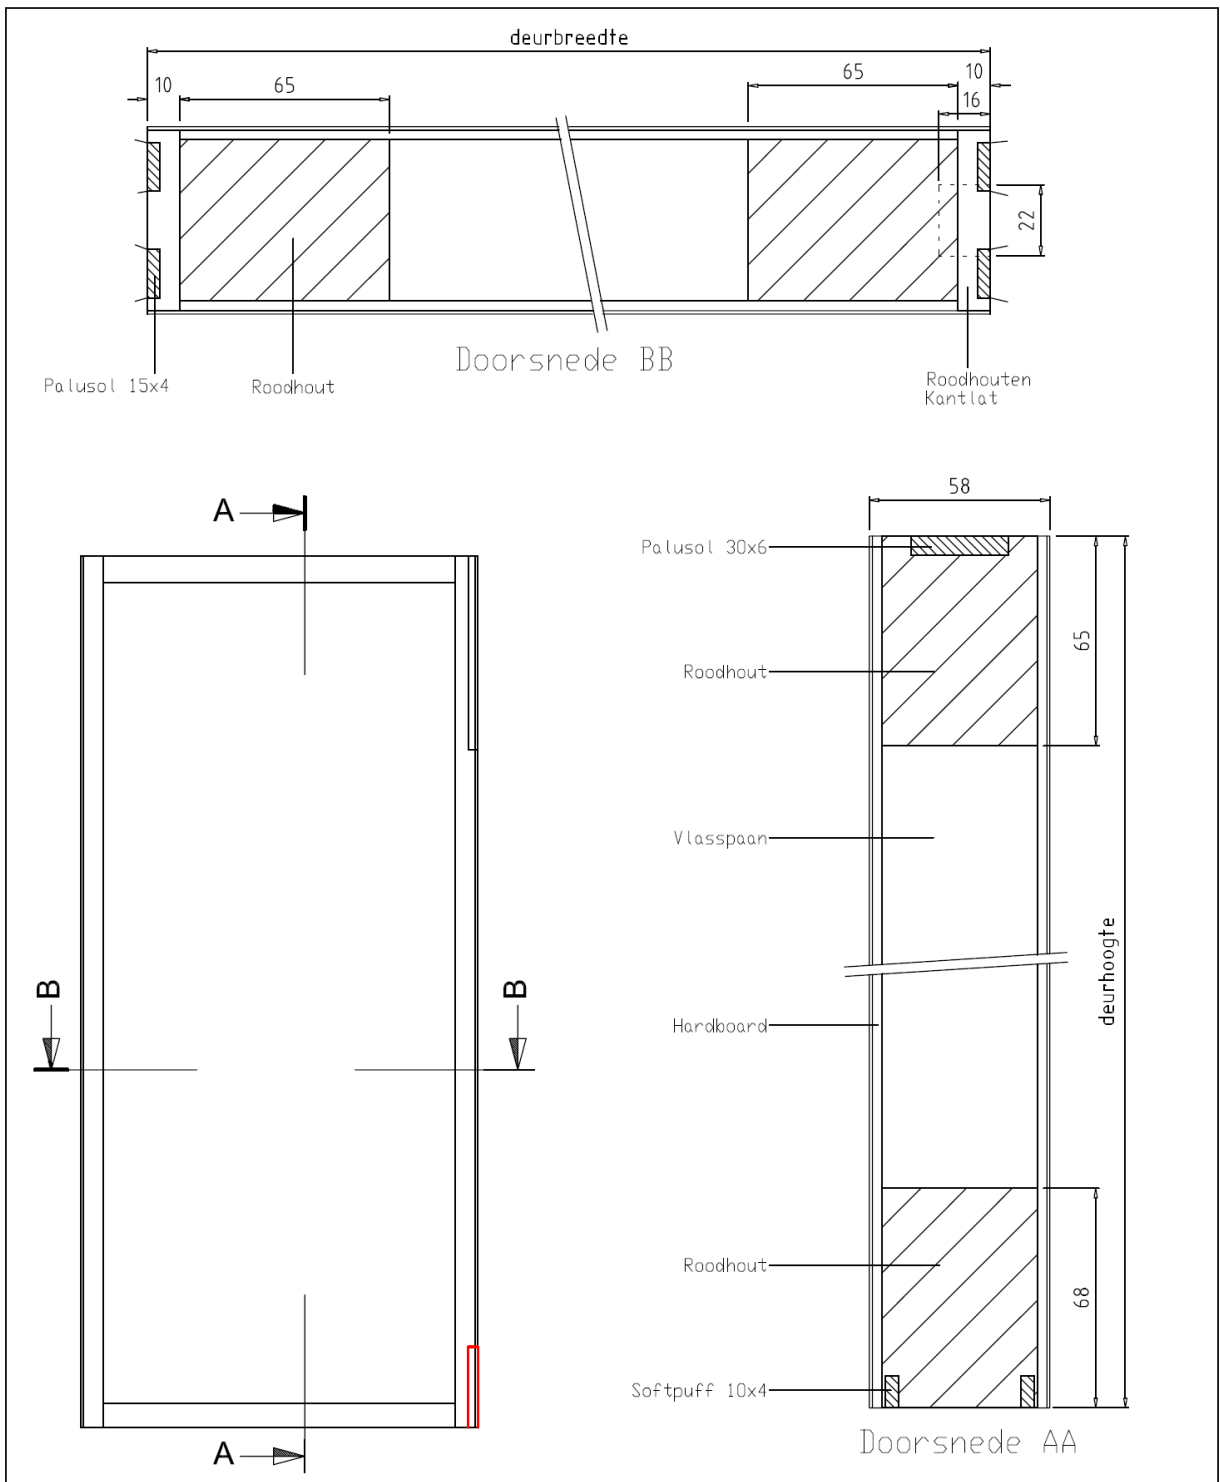 deurbreedte
10
65
65
10
16
22
Doorsnede BB
Palusol 15x4
Roodhout
Roodhouten
Kantlat
A
58
Palusol 30x6
65
Roodhout
Vlasspaan
deurhoogte
B
B
Hardboard
Roodhout
68
Softpuff 10x4
A
Doorsnede AA